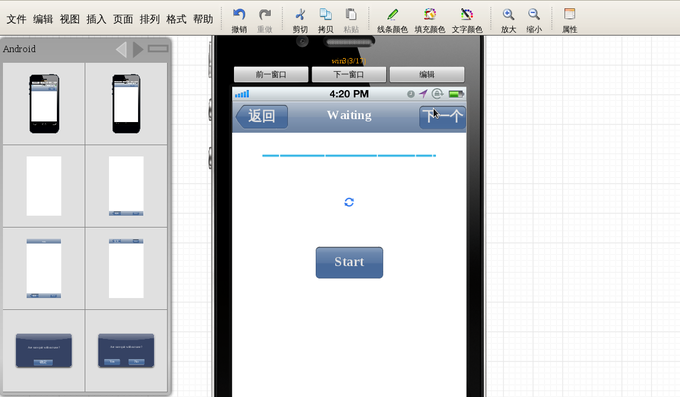 文件 编辑 视图 插入 页面 排列 格式 帮助
撤销 重做 剪切 拷贝 粘贴 线条颜色 填充颜色 文字颜色 放大 缩小 属性
Android
win3(3/17)
前一窗口 下一窗口 编辑
4:20 PM
返回 Waiting 下一个
Start